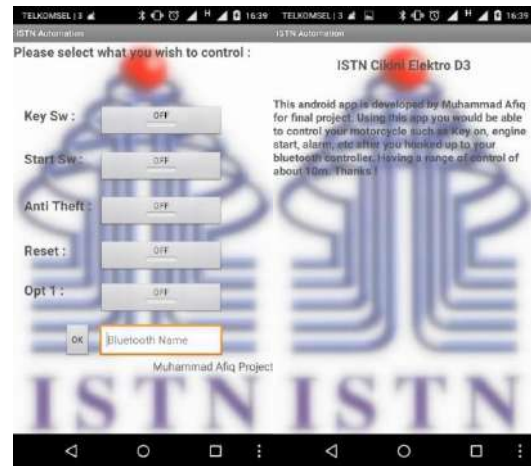 TELKOMSEL | 3
16:39
ISTN Automation
Please select what you wish to control :
Key Sw :
OFF
Start Sw :
OFF
Anti Theft :
OFF
Reset :
OFF
Opt 1 :
OFF
OK
Bluetooth Name
Muhammad Afiq Project
ISTN
TELKOMSEL | 3
H
16:39
ISTN Automation
ISTN Cikini Elektro D3
This android app is developed by Muhammad Afiq
for final project. Using this app you would be able
to control your motorcycle such as Key on, engine
start, alarm, etc after you hooked up to your
bluetooth controller. Having a range of control of
about 10m. Thanks !
ISTN